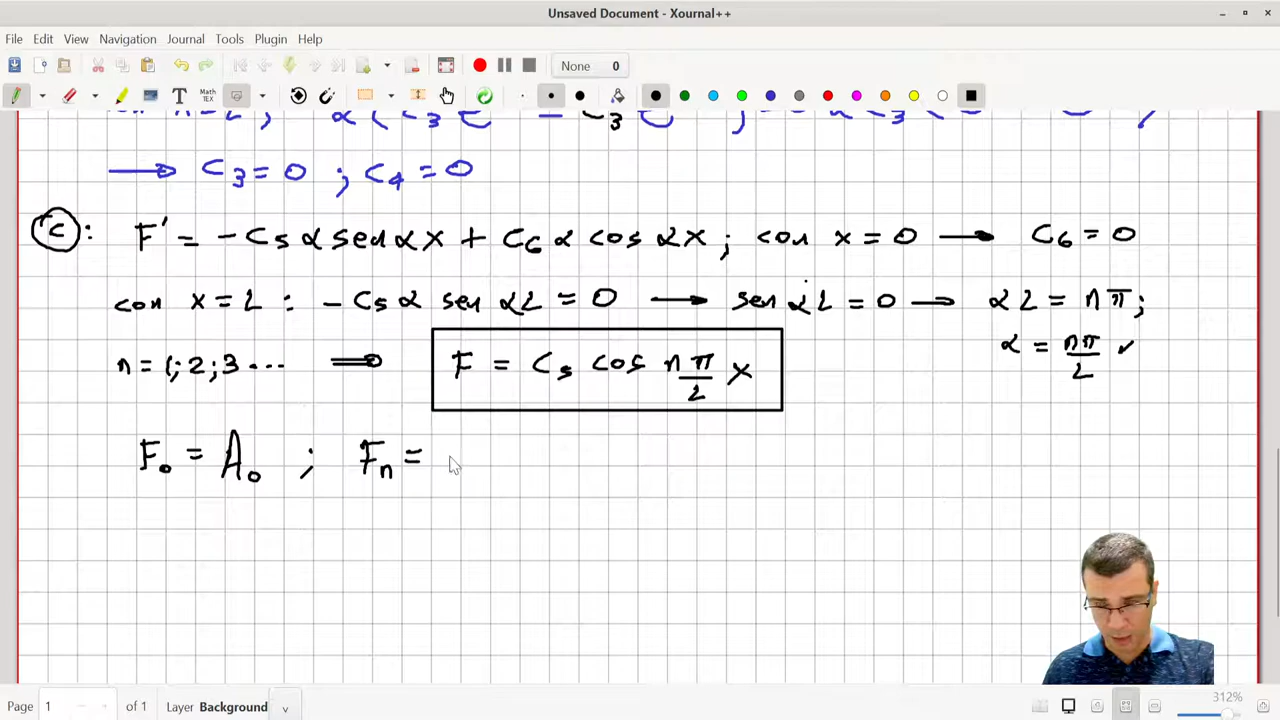 Unsaved Document - Xournal++
File Edit View Navigation Journal Tools Plugin Help
None 0
T Math TEX
⟶ C₃ = 0 ; C₄ = 0
(C): F' = -C₅ α sen αx + C₆ α cos αx ; con x = 0 ⟶ C₆ = 0
con x = L : - C₅ α sen αL = 0 ⟶ sen αL = 0 ⟶ αL = nπ ;
α = nπ/L ✓
n = 1; 2; 3 ... ⟹ F = C₅ cos nπ/L x
F₀ = A₀ ; Fₙ =
Page 1 of 1 Layer Background 312%